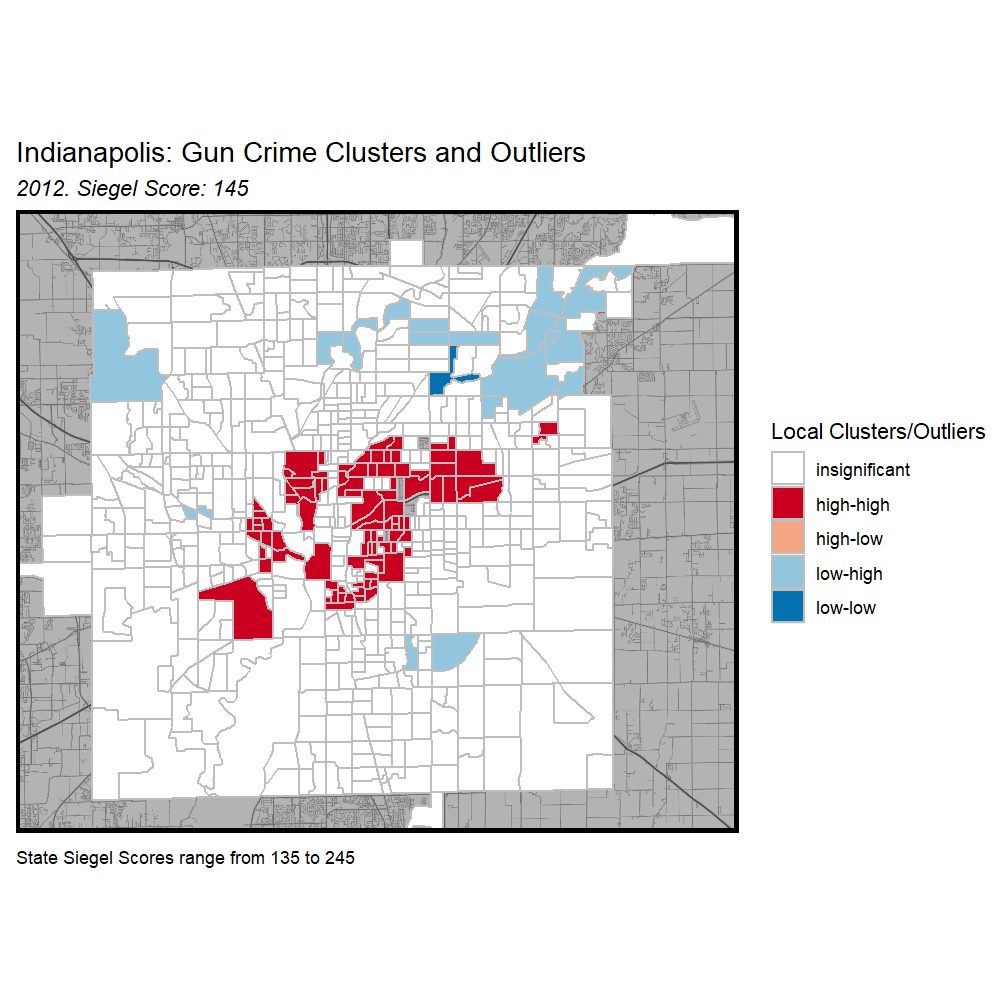 Indianapolis: Gun Crime Clusters and Outliers
2012. Siegel Score: 145
Local Clusters/Outliers
insignificant
high-high
high-low
low-high
low-low
State Siegel Scores range from 135 to 245